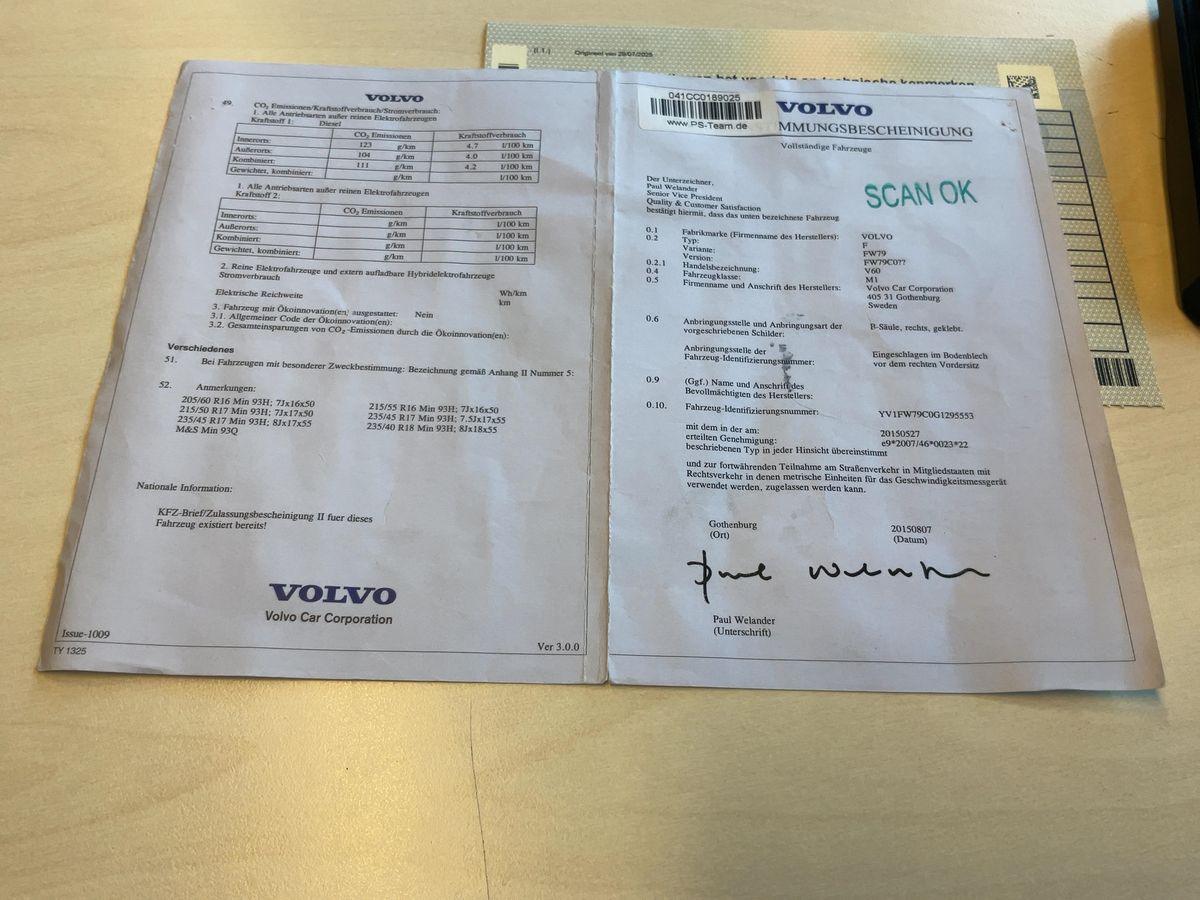 (I.1.) Origineel van 29/07/2025
VOLVO
49. CO2 Emissionen/Kraftstoffverbrauch/Stromverbrauch:
1. Alle Antriebsarten außer reinen Elektrofahrzeugen
Kraftstoff 1: Diesel
CO2 Emissionen Kraftstoffverbrauch
Innerorts: 123 g/km 4.7 l/100 km
Außerorts: 104 g/km 4.0 l/100 km
Kombiniert: 111 g/km 4.2 l/100 km
Gewichtet, kombiniert: g/km l/100 km
1. Alle Antriebsarten außer reinen Elektrofahrzeugen
Kraftstoff 2:
CO2 Emissionen Kraftstoffverbrauch
Innerorts: g/km l/100 km
Außerorts: g/km l/100 km
Kombiniert: g/km l/100 km
Gewichtet, kombiniert: g/km l/100 km
2. Reine Elektrofahrzeuge und extern aufladbare Hybridelektrofahrzeuge
Stromverbrauch Wh/km
Elektrische Reichweite km
3. Fahrzeug mit Ökoinnovation(en) ausgestattet: Nein
3.1. Allgemeiner Code der Ökoinnovation(en):
3.2. Gesamteinsparungen von CO2-Emissionen durch die Ökoinnovation(en):
Verschiedenes
51. Bei Fahrzeugen mit besonderer Zweckbestimmung: Bezeichnung gemäß Anhang II Nummer 5:
52. Anmerkungen:
205/60 R16 Min 93H; 7Jx16x50 215/55 R16 Min 93H; 7Jx16x50
215/50 R17 Min 93H; 7Jx17x50 235/45 R17 Min 93H; 7.5Jx17x55
235/45 R17 Min 93H; 8Jx17x55 235/40 R18 Min 93H; 8Jx18x55
M&S Min 93Q
Nationale Information:
KFZ-Brief/Zulassungsbescheinigung II fuer dieses
Fahrzeug existiert bereits!
VOLVO
Volvo Car Corporation
Issue-1009
TY 1325
Ver 3.0.0
041CC0189025
www.PS-Team.de
VOLVO
MMUNGSBESCHEINIGUNG
Vollständige Fahrzeuge
SCAN OK
Der Unterzeichner,
Paul Welander
Senior Vice President
Quality & Customer Satisfaction
bestätigt hiermit, dass das unten bezeichnete Fahrzeug
0.1 Fabrikmarke (Firmenname des Herstellers): VOLVO
0.2 Typ: F
Variante: FW79
Version: FW79C0??
0.2.1 Handelsbezeichnung: V60
0.4 Fahrzeugklasse: M1
0.5 Firmenname und Anschrift des Herstellers: Volvo Car Corporation
405 31 Gothenburg
Sweden
0.6 Anbringungsstelle und Anbringungsart der
vorgeschriebenen Schilder: B-Säule, rechts, geklebt.
Anbringungsstelle der
Fahrzeug-Identifizierungsnummer: Eingeschlagen im Bodenblech
vor dem rechten Vordersitz
0.9 (Ggf.) Name und Anschrift des
Bevollmächtigten des Herstellers:
0.10. Fahrzeug-Identifizierungsnummer: YV1FW79C0G1295553
mit dem in der am: 20150527
erteilten Genehmigung: e9*2007/46*0023*22
beschriebenen Typ in jeder Hinsicht übereinstimmt
und zur fortwährenden Teilnahme am Straßenverkehr in Mitgliedstaaten mit
Rechtsverkehr in denen metrische Einheiten für das Geschwindigkeitsmessgerät
verwendet werden, zugelassen werden kann.
Gothenburg 20150807
(Ort) (Datum)
Paul Welander
Paul Welander
(Unterschrift)